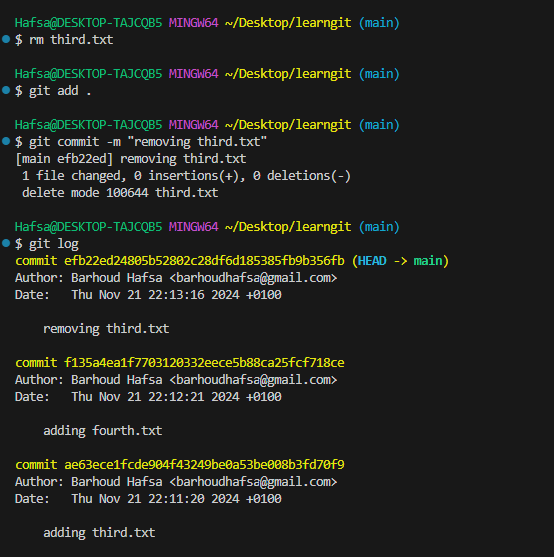 Hafsa@DESKTOP-TAJCQB5 MINGW64 ~/Desktop/learngit (main)
$ rm third.txt
Hafsa@DESKTOP-TAJCQB5 MINGW64 ~/Desktop/learngit (main)
$ git add .
Hafsa@DESKTOP-TAJCQB5 MINGW64 ~/Desktop/learngit (main)
$ git commit -m "removing third.txt"
[main efb22ed] removing third.txt
1 file changed, 0 insertions(+), 0 deletions(-)
delete mode 100644 third.txt
Hafsa@DESKTOP-TAJCQB5 MINGW64 ~/Desktop/learngit (main)
$ git log
commit efb22ed24805b52802c28df6d185385fb9b356fb (HEAD -> main)
Author: Barhoud Hafsa <barhoudhafsa@gmail.com>
Date:   Thu Nov 21 22:13:16 2024 +0100
removing third.txt
commit f135a4ea1f7703120332eece5b88ca25fcf718ce
Author: Barhoud Hafsa <barhoudhafsa@gmail.com>
Date:   Thu Nov 21 22:12:21 2024 +0100
adding fourth.txt
commit ae63ece1fcde904f43249be0a53be008b3fd70f9
Author: Barhoud Hafsa <barhoudhafsa@gmail.com>
Date:   Thu Nov 21 22:11:20 2024 +0100
adding third.txt